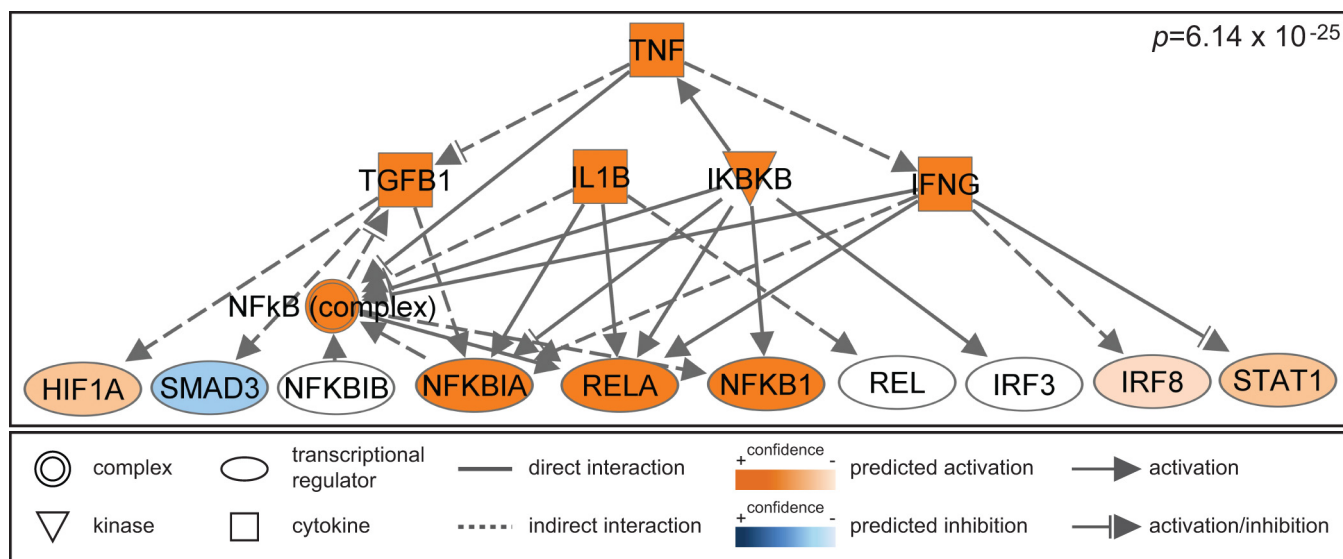 p=6.14 x 10-25
TNF
TGFB1 IL1B IKBKB IFNG
NFkB (complex)
HIF1A SMAD3 NFKBIB NFKBIA RELA NFKB1 REL IRF3 IRF8 STAT1
complex
transcriptional
regulator
direct interaction
+ confidence -
predicted activation
activation
kinase
cytokine
indirect interaction
+ confidence -
predicted inhibition
activation/inhibition